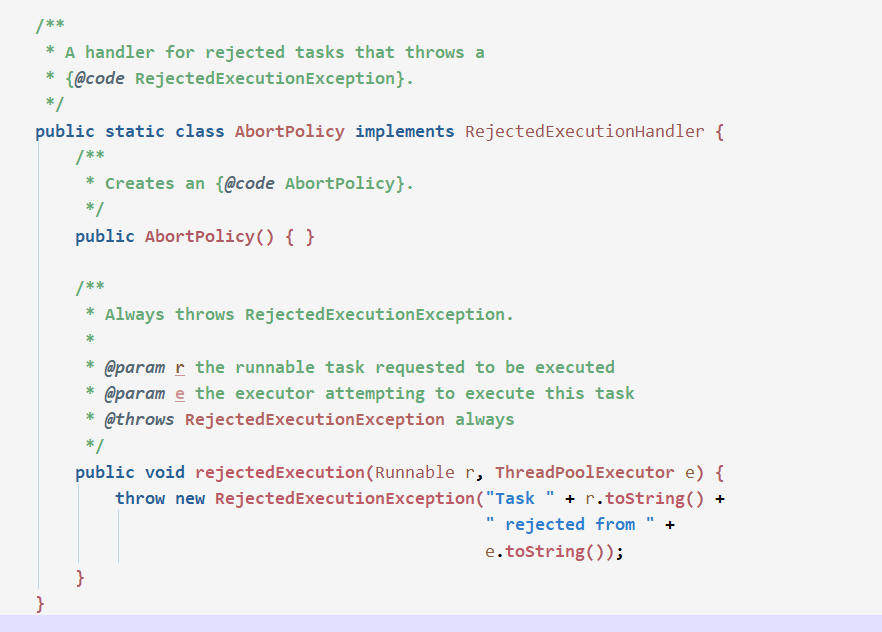 /**
 * A handler for rejected tasks that throws a
 * {@code RejectedExecutionException}.
 */
public static class AbortPolicy implements RejectedExecutionHandler {
    /**
     * Creates an {@code AbortPolicy}.
     */
    public AbortPolicy() { }

    /**
     * Always throws RejectedExecutionException.
     *
     * @param r the runnable task requested to be executed
     * @param e the executor attempting to execute this task
     * @throws RejectedExecutionException always
     */
    public void rejectedExecution(Runnable r, ThreadPoolExecutor e) {
        throw new RejectedExecutionException("Task " + r.toString() +
                                             " rejected from " +
                                             e.toString());
    }
}